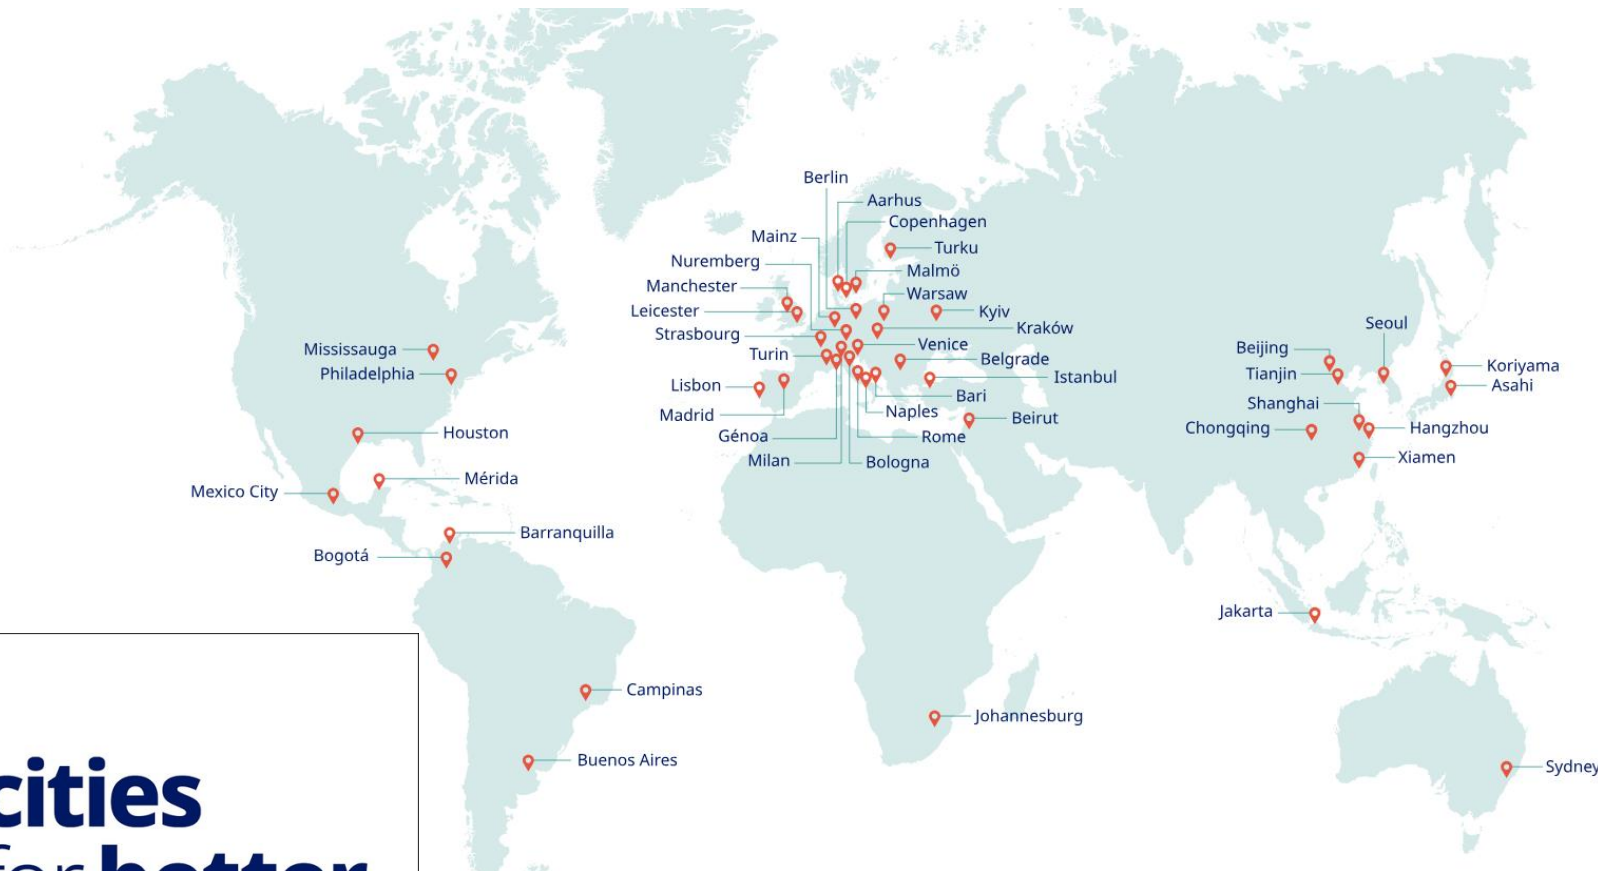 Berlin
Aarhus
Copenhagen
Mainz
Turku
Nuremberg
Malmö
Manchester
Warsaw
Leicester
Kyiv
Strasbourg
Kraków
Turin
Venice
Belgrade
Lisbon
Istanbul
Madrid
Bari
Naples
Beirut
Génoa
Rome
Milan
Bologna
Mississauga
Philadelphia
Houston
Mérida
Mexico City
Barranquilla
Bogotá
Campinas
Buenos Aires
Johannesburg
Seoul
Beijing
Koriyama
Tianjin
Asahi
Shanghai
Chongqing
Hangzhou
Xiamen
Jakarta
Sydney
cities
for better